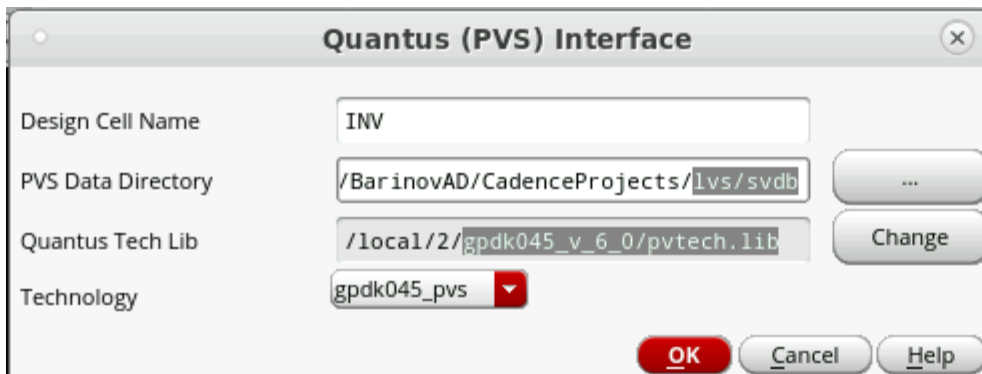 Quantus (PVS) Interface
Design Cell Name INV
PVS Data Directory /BarinovAD/CadenceProjects/lvs/svdb ...
Quantus Tech Lib /local/2/gpdk045_v_6_0/pvtech.lib Change
Technology gpdk045_pvs
OK Cancel Help